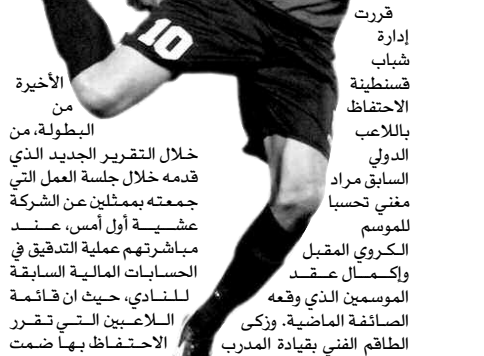 قررت
إدارة
شباب
قسنطينة
الاحتفاظ
باللاعب
الدولي
السابق مراد
مغني تحسبا
للموسم
الكروي المقبل
وإكمال عقد
الموسمين الذي وقعه
الصائفة الماضية. وزكى
الطاقم الفني بقيادة المدرب
الأخيرة
من
البطولة، من
خلال التقرير الجديد الذي
قدمه خلال جلسة العمل التي
جمعته بممثلين عن الشركة
عشية أول أمس، عند
مباشرتهم عملية التدقيق في
الحسابات المالية السابقة
للنادي، حيث ان قائمة
اللاعبين التي تقرر
الاحتفاظ بها ضمت
10